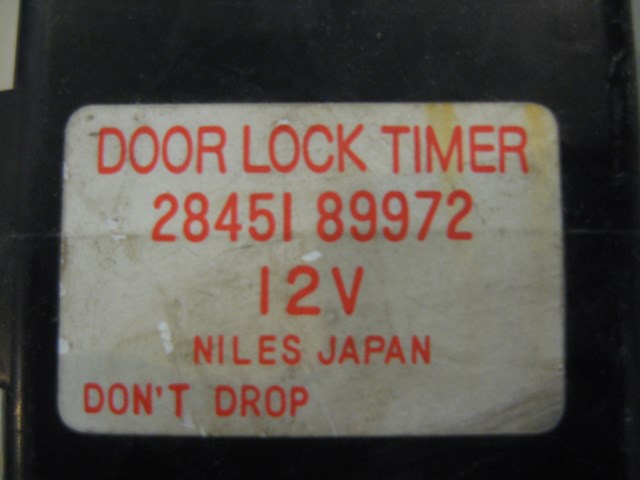 DOOR LOCK TIMER
28451 89972
12V
NILES JAPAN
DON'T DROP